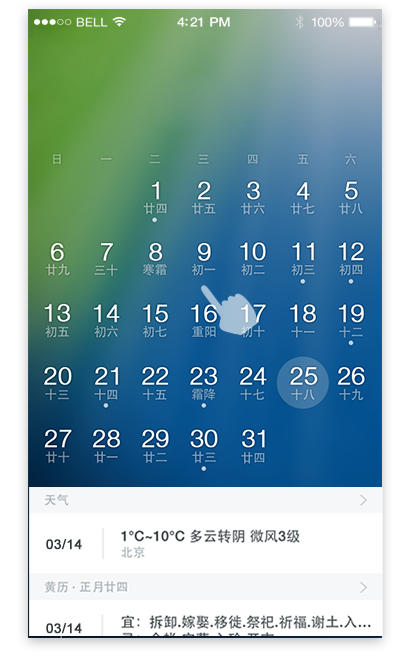 BELL 4:21 PM 100%
日 一 二 三 四 五 六
1 2 3 4 5
廿四 廿五 廿六 廿七 廿八
6 7 8 9 10 11 12
廿九 三十 寒霜 初一 初二 初三 初四
13 14 15 16 17 18 19
初五 初六 初七 重阳 初十 十一 十二
20 21 22 23 24 25 26
十三 十四 十五 霜降 十七 十八 十九
27 28 29 30 31
廿十 廿一 廿二 廿三 廿四
天气
03/14 1°C~10°C 多云转阴 微风3级
北京
黄历 · 正月廿四
03/14 宜：拆卸.嫁娶.移徙.祭祀.祈福.谢土.入...